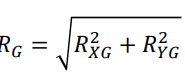 R_G = \sqrt{R_{XG}^2 + R_{YG}^2}